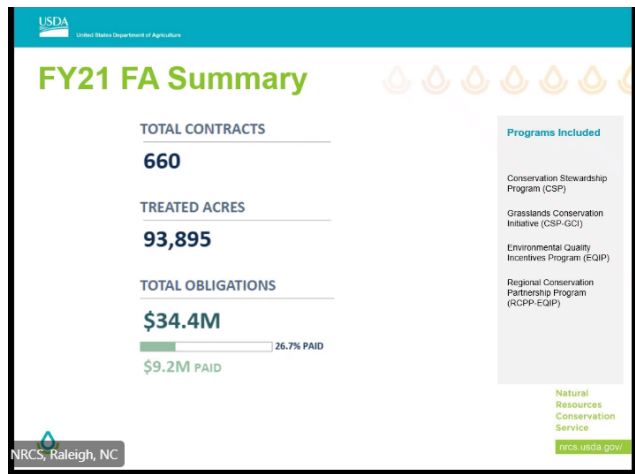 USDA
United States Department of Agriculture
FY21 FA Summary
TOTAL CONTRACTS
660
TREATED ACRES
93,895
TOTAL OBLIGATIONS
$34.4M
26.7% PAID
$9.2M PAID
Programs Included
Conservation Stewardship
Program (CSP)
Grasslands Conservation
Initiative (CSP-GCI)
Environmental Quality
Incentives Program (EQIP)
Regional Conservation
Partnership Program
(RCPP-EQIP)
Natural
Resources
Conservation
Service
nrcs.usda.gov/
NRCS, Raleigh, NC